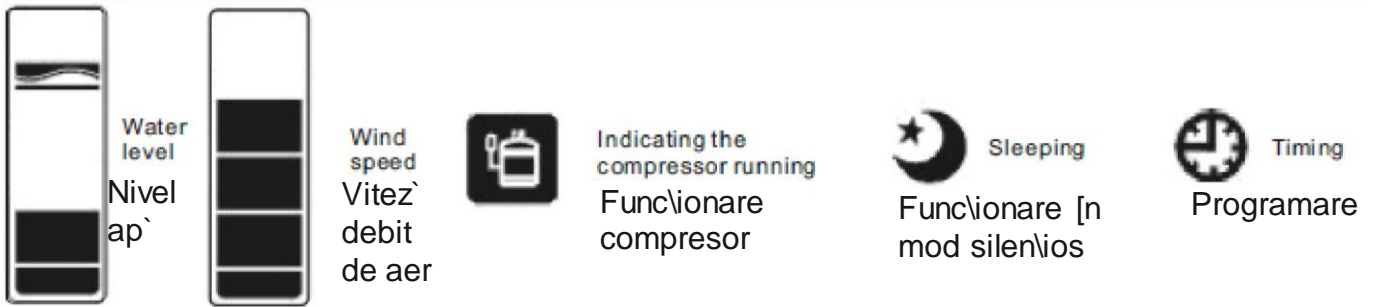 Water
level
Nivel
ap`
Wind
speed
Vitez`
debit
de aer
Indicating the
compressor running
Func\ionare
compresor
Sleeping
Func\ionare [n
mod silen\ios
Timing
Programare